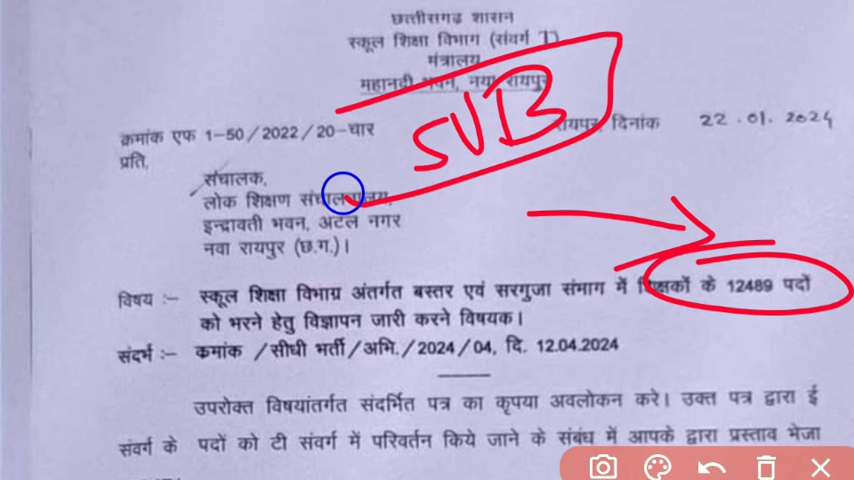 छत्तीसगढ शासन
स्कूल शिक्षा विभाग (संवर्ग
मंत्रालय
महानदी भवन, नया रायपुर
SUB
क्रमांक एफ 1-50/2022/20-चार
रायपुर, दिनांक 22.01.2024
प्रति,
संचालक,
लोक शिक्षण संचालनालय,
इन्द्रावती भवन, अटल नगर
नवा रायपुर (छ.ग.)।
विषय :- स्कूल शिक्षा विभाग्र अंतर्गत बस्तर एवं सरगुजा संभाग में शिक्षकों के 12489 पदों
को भरने हेतु विज्ञापन जारी करने विषयक।
संदर्भ :- कमांक /सीधी भर्ती/अभि./2024/04, दि. 12.04.2024
उपरोक्त विषयांतर्गत संदर्भित पत्र का कृपया अवलोकन करे। उक्त पत्र द्वारा ई
संवर्ग के पदों को टी संवर्ग में परिवर्तन किये जाने के संबंध में आपके द्वारा प्रस्ताव भेजा